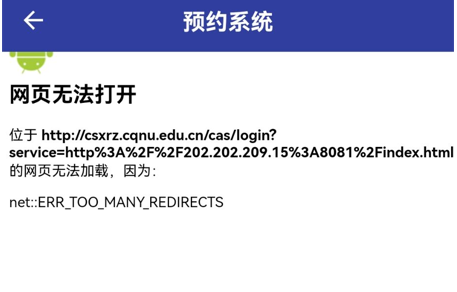 预约系统
网页无法打开
位于 http://csxrz.cqnu.edu.cn/cas/login?
service=http%3A%2F%2F202.202.209.15%3A8081%2Findex.html
的网页无法加载，因为：
net::ERR_TOO_MANY_REDIRECTS